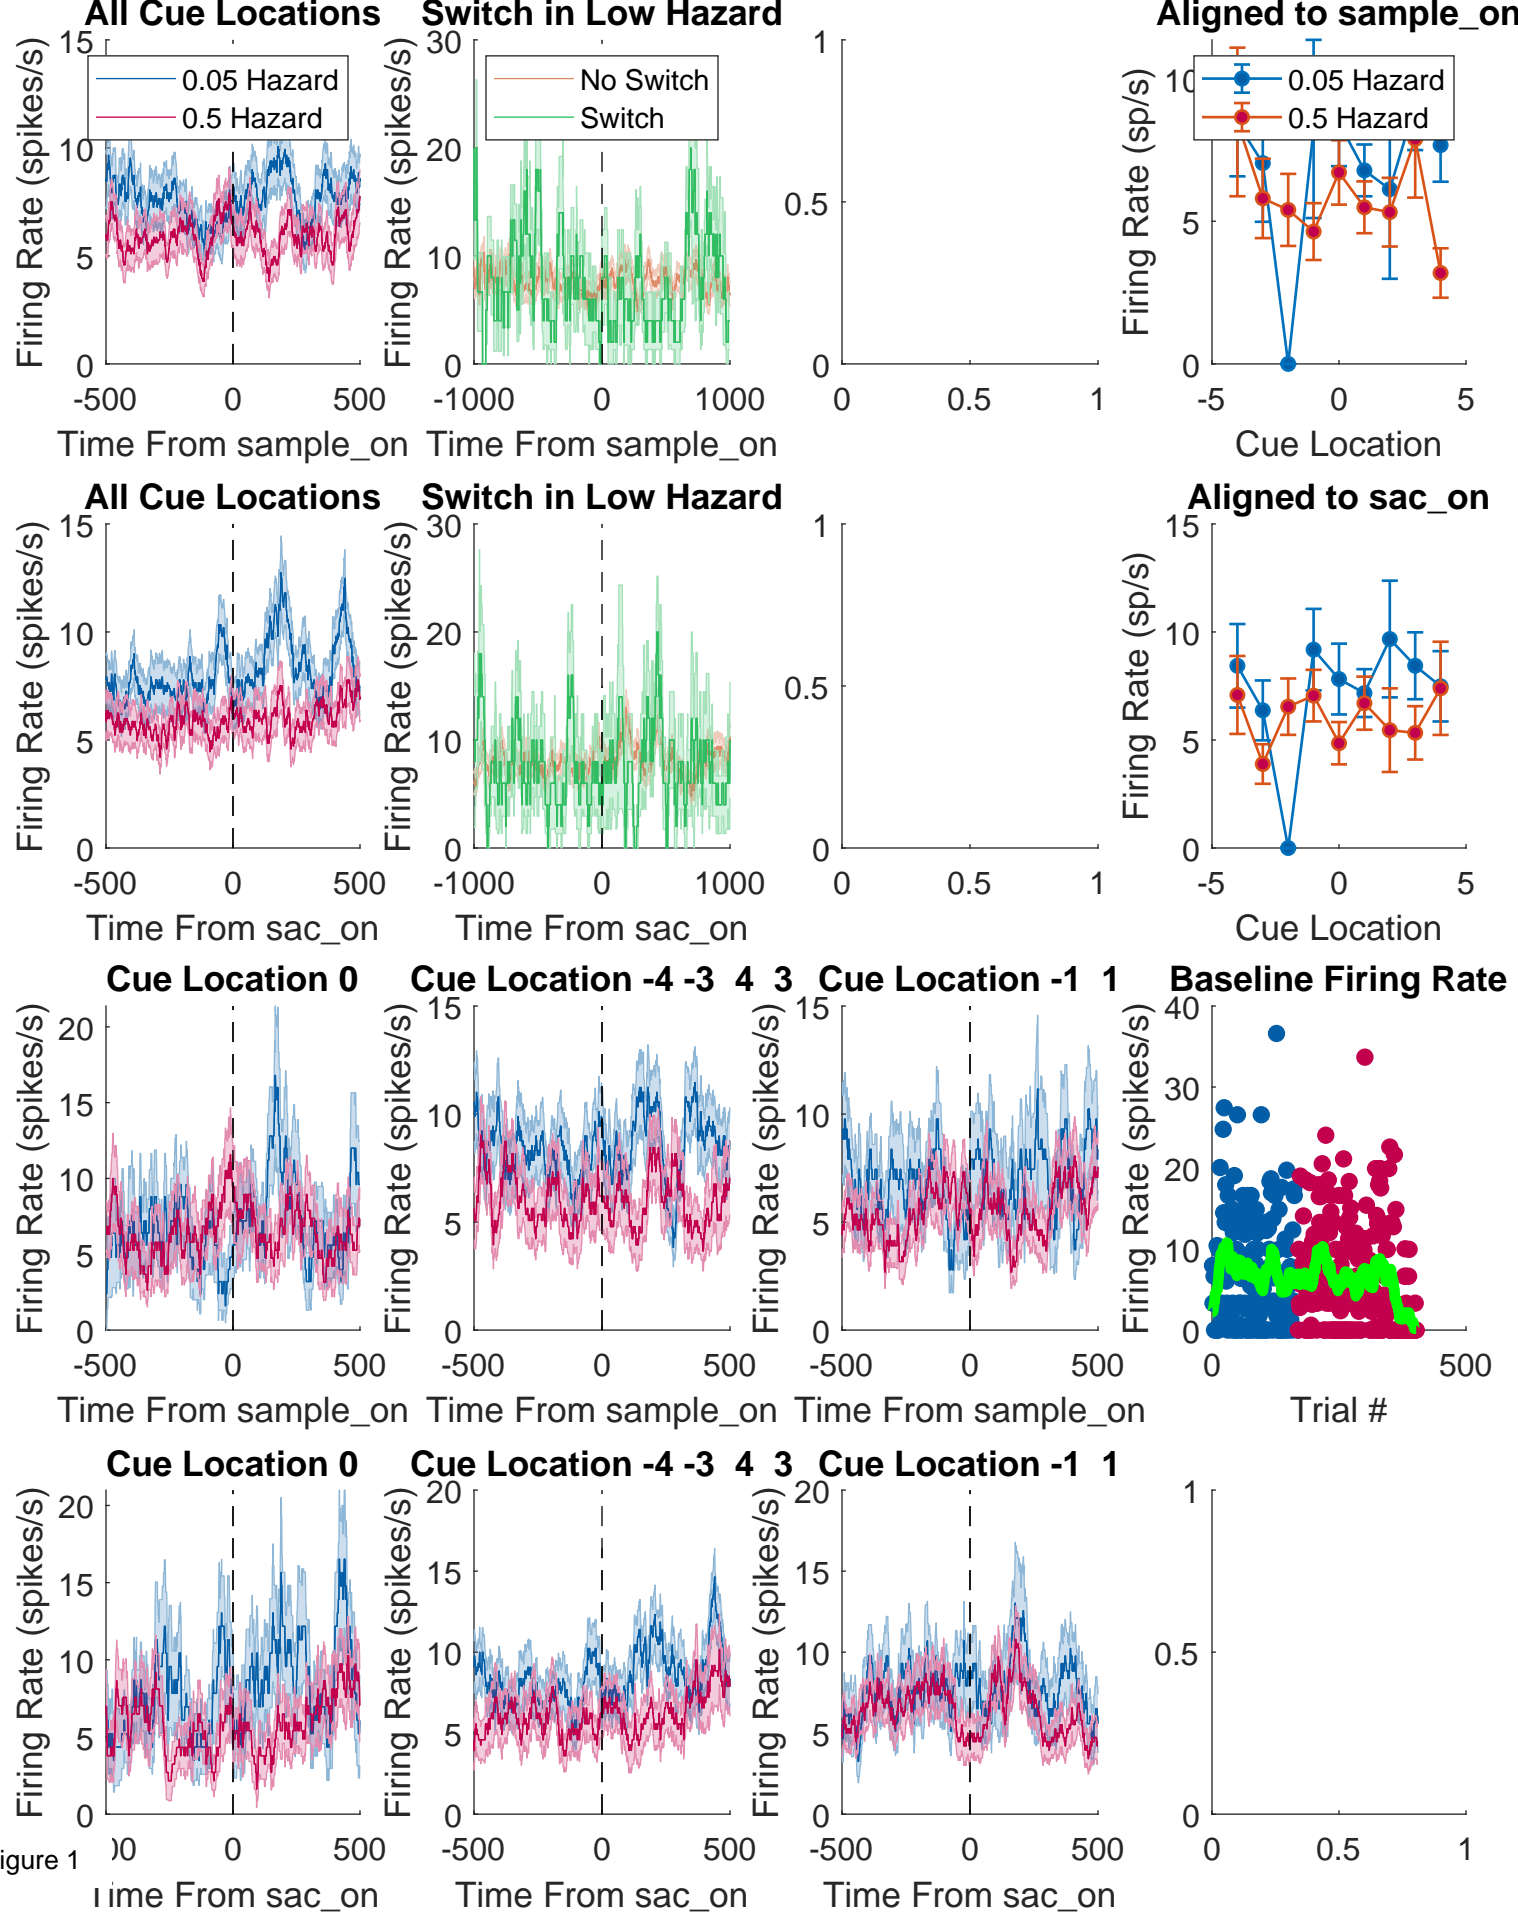 All Cue Locations
Switch in Low Hazard
Aligned to sample_on
15
10
5
0
Firing Rate (spikes/s)
0.05 Hazard
0.5 Hazard
-500
0
500
Time From sample_on
30
20
10
0
Firing Rate (spikes/s)
No Switch
Switch
-1000
0
1000
Time From sample_on
1
0.5
0
0
0.5
1
10
5
0
Firing Rate (sp/s)
0.05 Hazard
0.5 Hazard
-5
0
5
Cue Location
All Cue Locations
Switch in Low Hazard
Aligned to sac_on
15
10
5
0
Firing Rate (spikes/s)
-500
0
500
Time From sac_on
30
20
10
0
Firing Rate (spikes/s)
-1000
0
1000
Time From sac_on
1
0.5
0
0
0.5
1
15
10
5
0
Firing Rate (sp/s)
-5
0
5
Cue Location
Cue Location 0
Cue Location -4 -3 4 3
Cue Location -1 1
Baseline Firing Rate
20
15
10
5
0
Firing Rate (spikes/s)
-500
0
500
Time From sample_on
15
10
5
0
Firing Rate (spikes/s)
-500
0
500
Time From sample_on
15
10
5
0
Firing Rate (spikes/s)
-500
0
500
Time From sample_on
40
30
20
10
0
Firing Rate (spikes/s)
0
500
Trial #
Cue Location 0
Cue Location -4 -3 4 3
Cue Location -1 1
20
15
10
5
0
Firing Rate (spikes/s)
00
0
500
Time From sac_on
20
15
10
5
0
Firing Rate (spikes/s)
-500
0
500
Time From sac_on
20
15
10
5
0
Firing Rate (spikes/s)
-500
0
500
Time From sac_on
1
0.5
0
0
0.5
1
igure 1